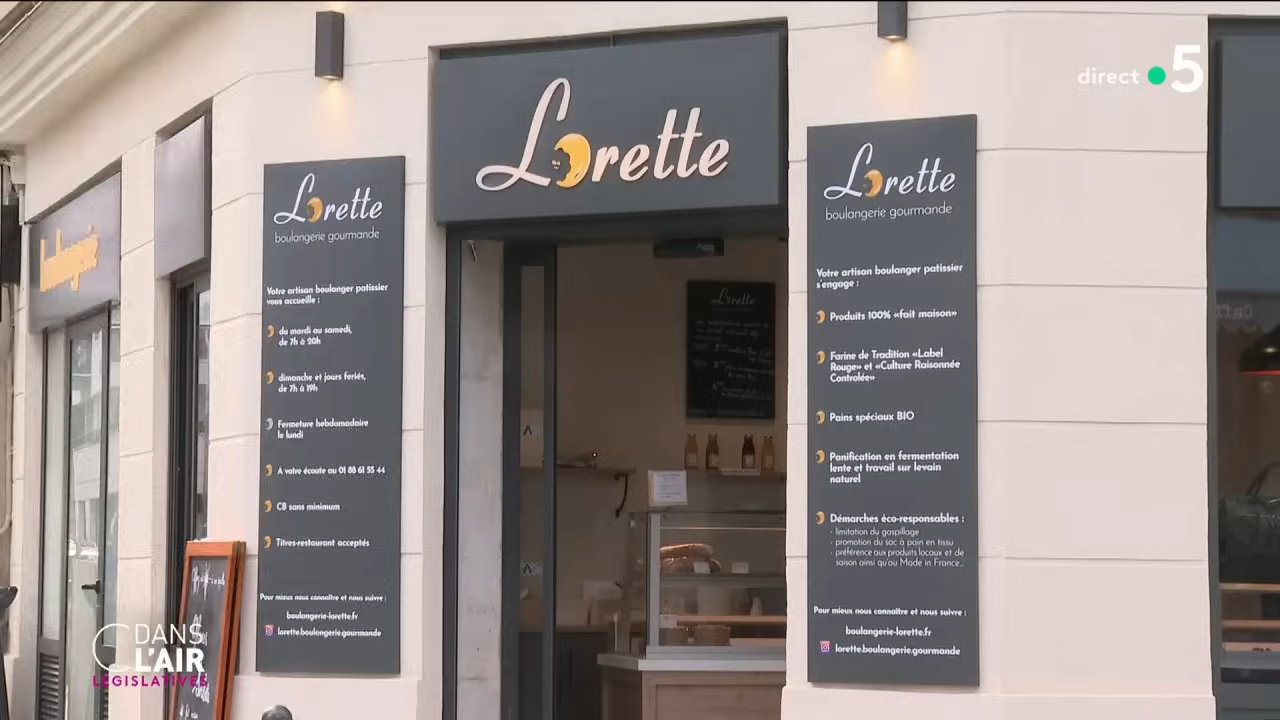 direct 5
Lorette
boulangerie
Lorette
boulangerie gourmande
Votre artisan boulanger patissier
vous accueille :
du mardi au samedi,
de 7h à 20h
dimanche et jours feriés,
de 7h à 19h
Fermeture hebdomadaire
le lundi
A votre écoute au 01 88 61 55 44
CB sans minimum
Titres-restaurant acceptés
Pour mieux nous connaître et nous suivre :
boulangerie-lorette.fr
lorette.boulangerie.gourmande
Lorette
Lorette
boulangerie gourmande
Votre artisan boulanger patissier
s'engage :
Produits 100% «fait maison»
Farine de Tradition «Label
Rouge» et «Culture Raisonnée
Controlée»
Pains spéciaux BIO
Panification en fermentation
lente et travail sur levain
naturel
Démarches éco-responsables :
- limitation du gaspillage
- promotion du sac à pain en tissu
- préférence aux produits locaux et de
saison ainsi qu'au Made in France...
Pour mieux nous connaître et nous suivre :
boulangerie-lorette.fr
lorette.boulangerie.gourmande
C DANS
L'AIR
LÉGISLATIVES